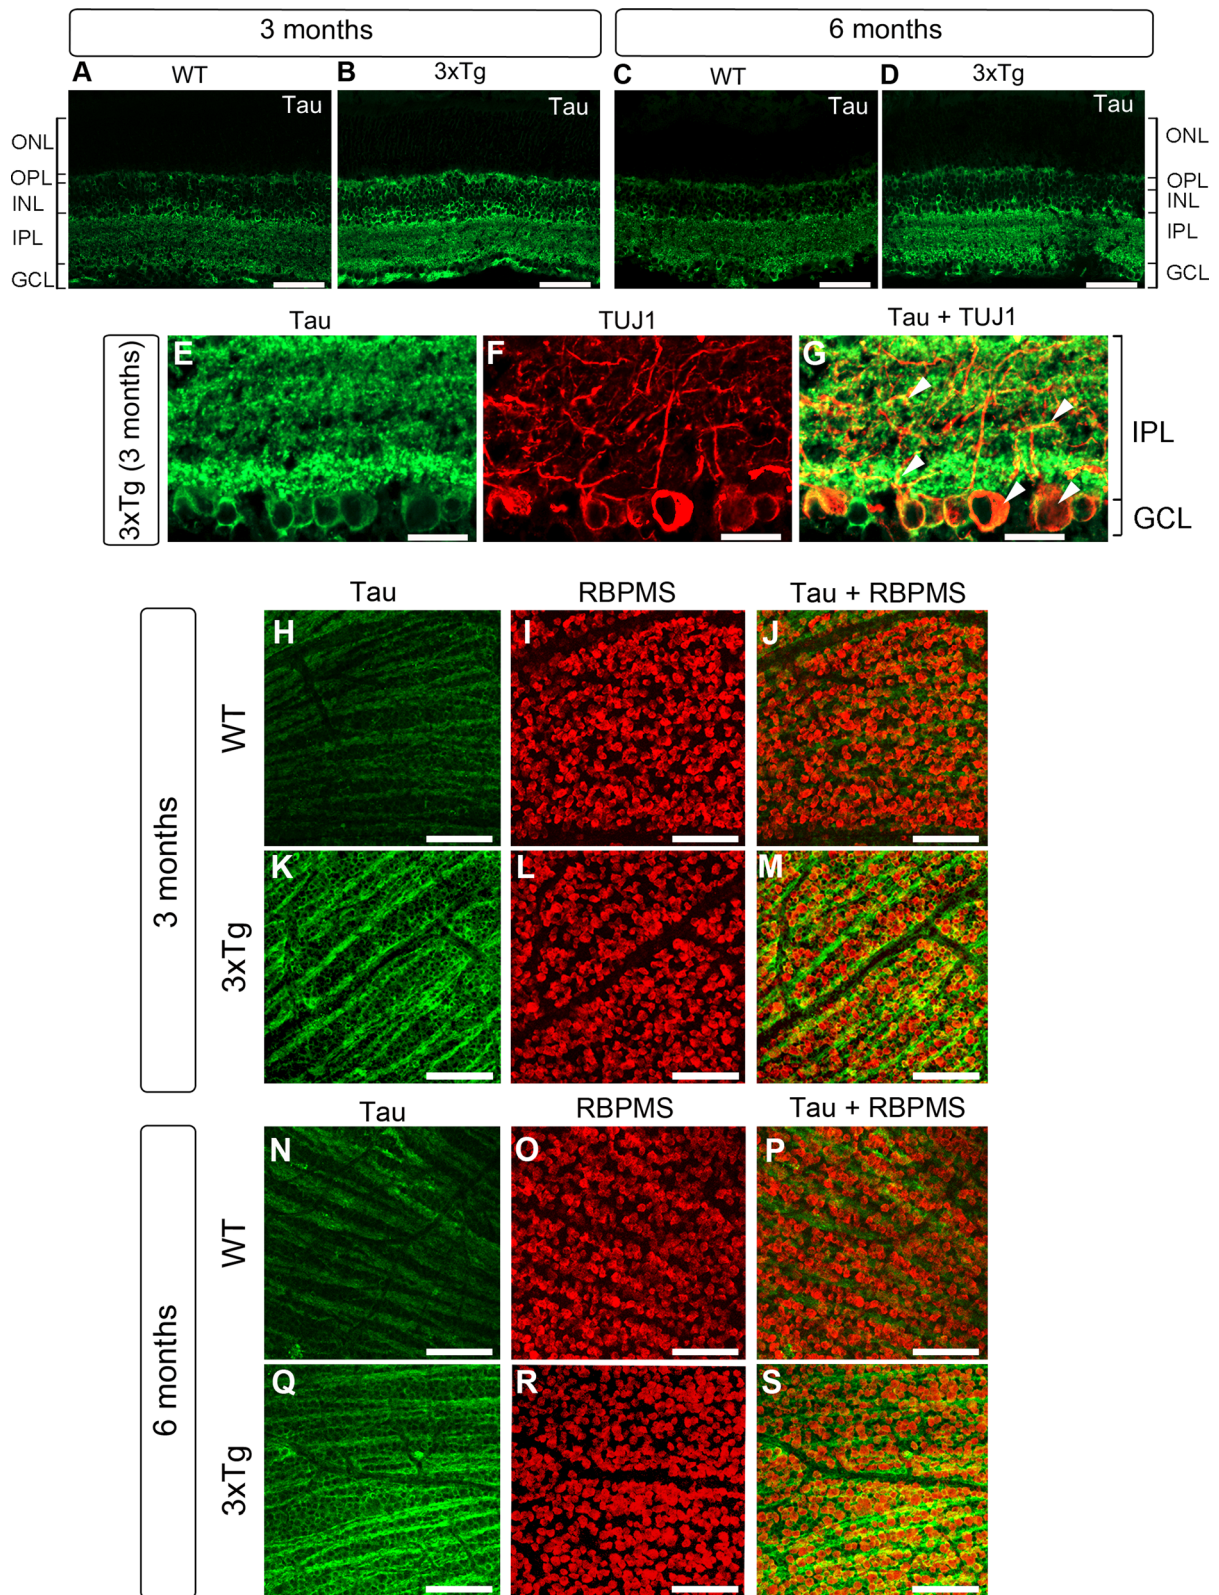 3 months
6 months
A WT B 3xTg C WT D 3xTg
Tau Tau Tau Tau
ONL ONL
OPL OPL
INL INL
IPL IPL
GCL GCL
Tau TUJ1 Tau + TUJ1
3xTg (3 months)
E F G
IPL
GCL
Tau RBPMS Tau + RBPMS
3 months
WT
H I J
3xTg
K L M
Tau RBPMS Tau + RBPMS
6 months
WT
N O P
3xTg
Q R S